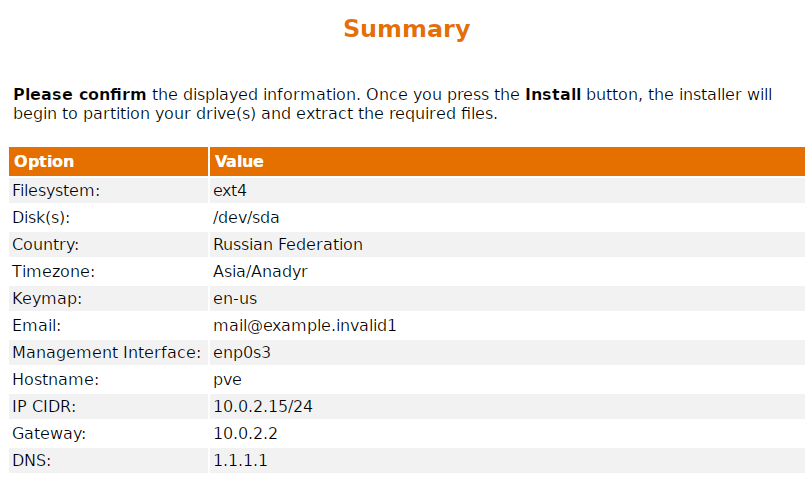 Summary
Please confirm the displayed information. Once you press the Install button, the installer will
begin to partition your drive(s) and extract the required files.
Option Value
Filesystem: ext4
Disk(s): /dev/sda
Country: Russian Federation
Timezone: Asia/Anadyr
Keymap: en-us
Email: mail@example.invalid1
Management Interface: enp0s3
Hostname: pve
IP CIDR: 10.0.2.15/24
Gateway: 10.0.2.2
DNS: 1.1.1.1